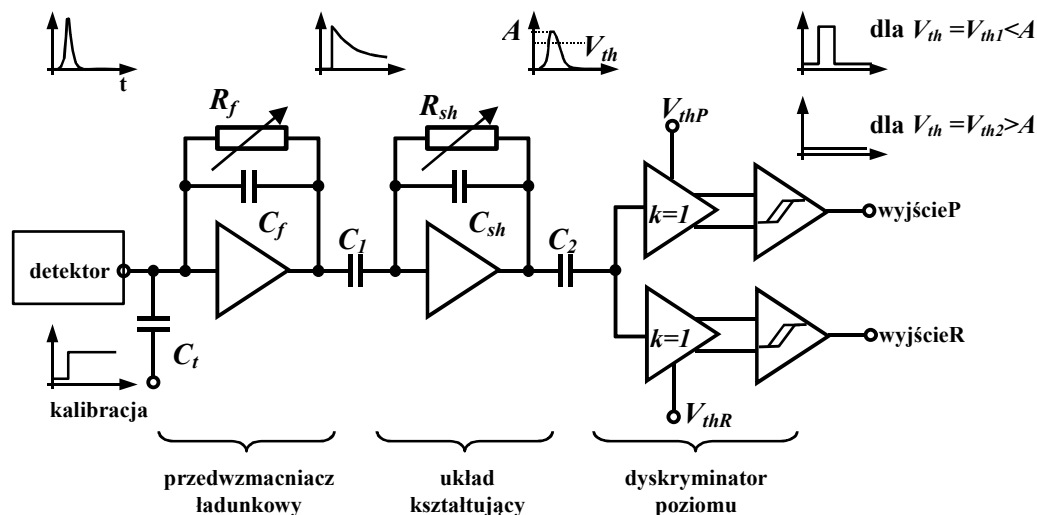 A
V_th
dla V_th =V_th1<A
t
R_f
R_sh
V_thP
dla V_th =V_th2>A
k=1
wyjścieP
C_f
C_sh
C_1
C_2
detektor
k=1
wyjścieR
C_t
kalibracja
V_thR
przedwzmacniacz
ładunkowy
układ
kształtujący
dyskryminator
poziomu